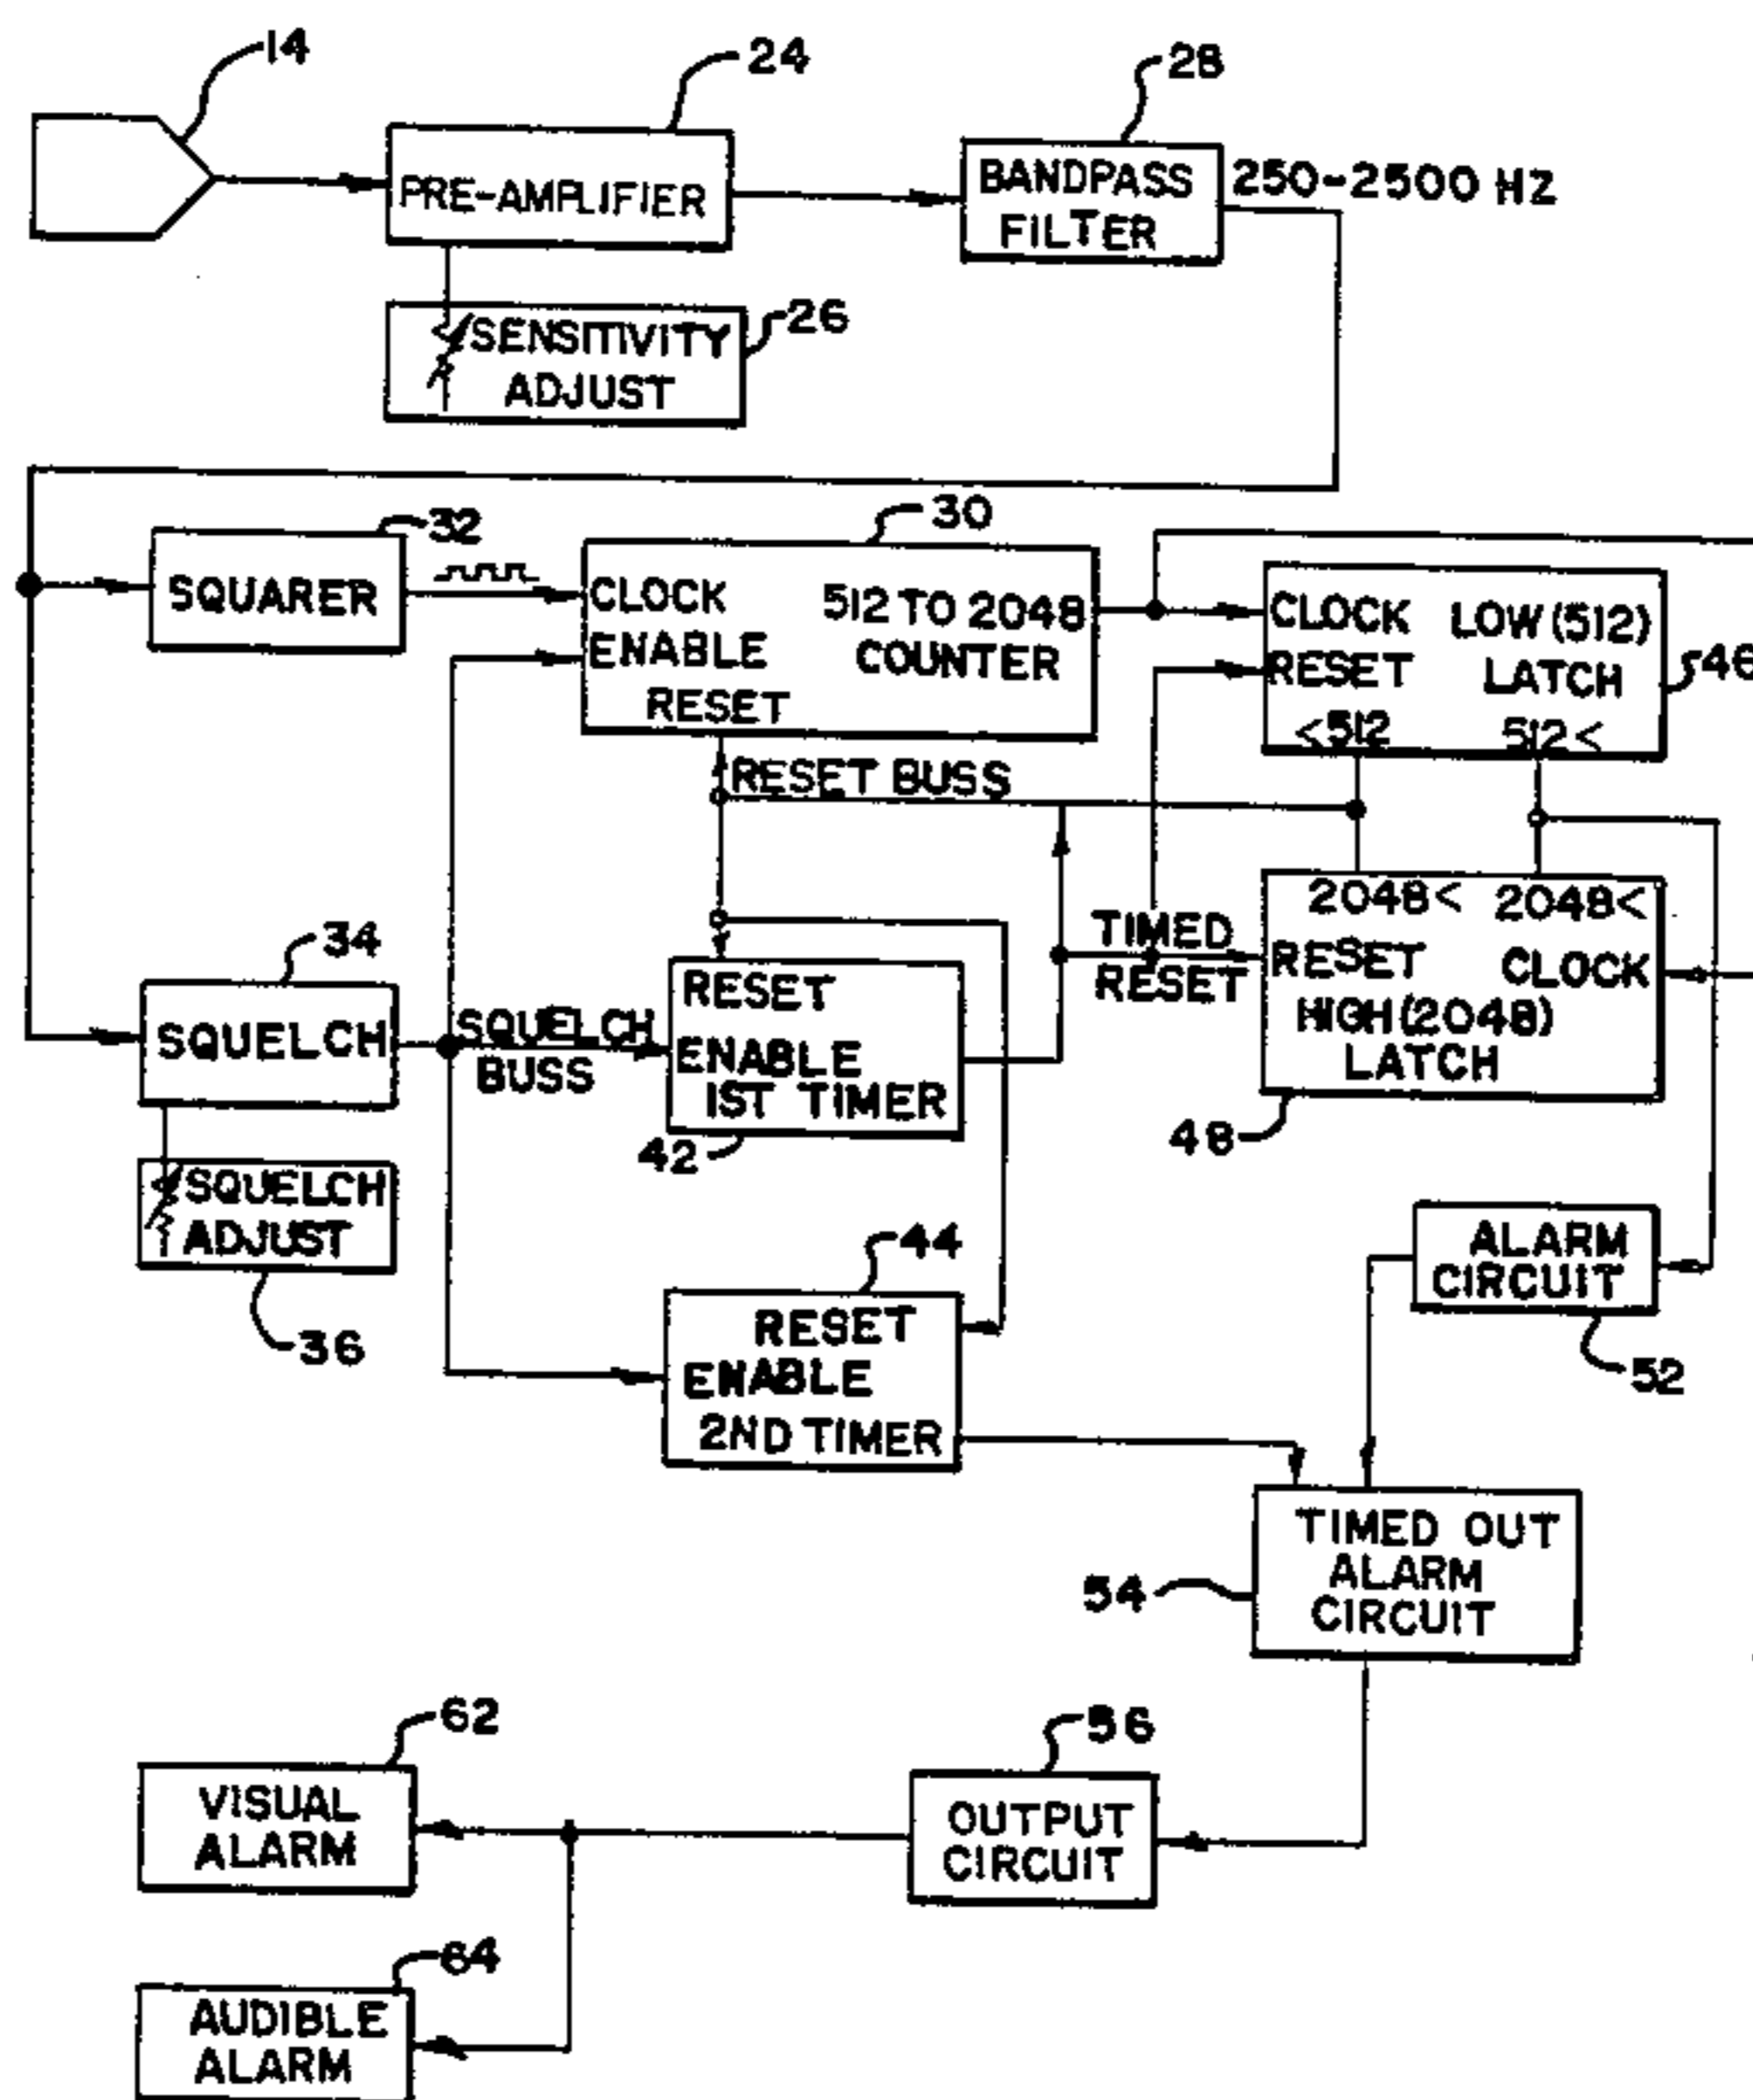 14
24
28
PRE-AMPLIFIER
BANDPASS
FILTER
250-2500 HZ
26
SENSITIVITY
ADJUST
32
30
SQUARER
CLOCK
ENABLE
RESET
512 TO 2048
COUNTER
CLOCK
RESET
LOW (512)
LATCH
<512
512<
46
RESET BUSS
2048<
2048<
TIMED
RESET
RESET
CLOCK
HIGH (2048)
LATCH
48
34
SQUELCH
SQUELCH
BUSS
RESET
ENABLE
1ST TIMER
42
SQUELCH
ADJUST
36
44
RESET
ENABLE
2ND TIMER
ALARM
CIRCUIT
52
TIMED OUT
ALARM
CIRCUIT
54
62
VISUAL
ALARM
56
OUTPUT
CIRCUIT
64
AUDIBLE
ALARM